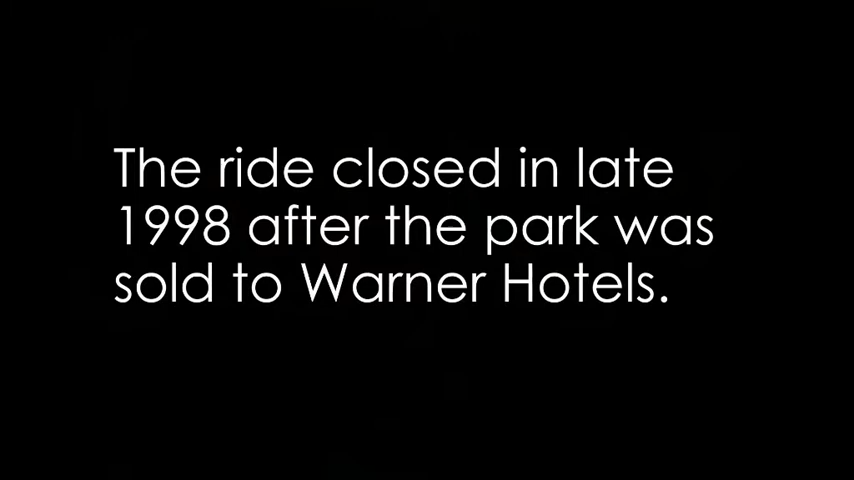 The ride closed in late
1998 after the park was
sold to Warner Hotels.